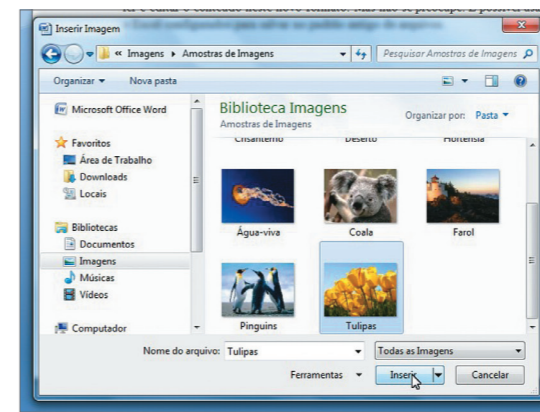 Inserir Imagem
« Imagens Amostras de Imagens
Pesquisar Amostras de Imagens
Organizar
Nova pasta
Microsoft Office Word
Favoritos
Área de Trabalho
Downloads
Locais
Bibliotecas
Documentos
Imagens
Músicas
Vídeos
Computador
Biblioteca Imagens
Amostras de Imagens
Organizar por: Pasta
Crisântemo
Deserto
Hortênsia
Água-viva
Coala
Farol
Pinguins
Tulipas
Nome do arquivo: Tulipas
Todas as Imagens
Ferramentas
Inserir
Cancelar